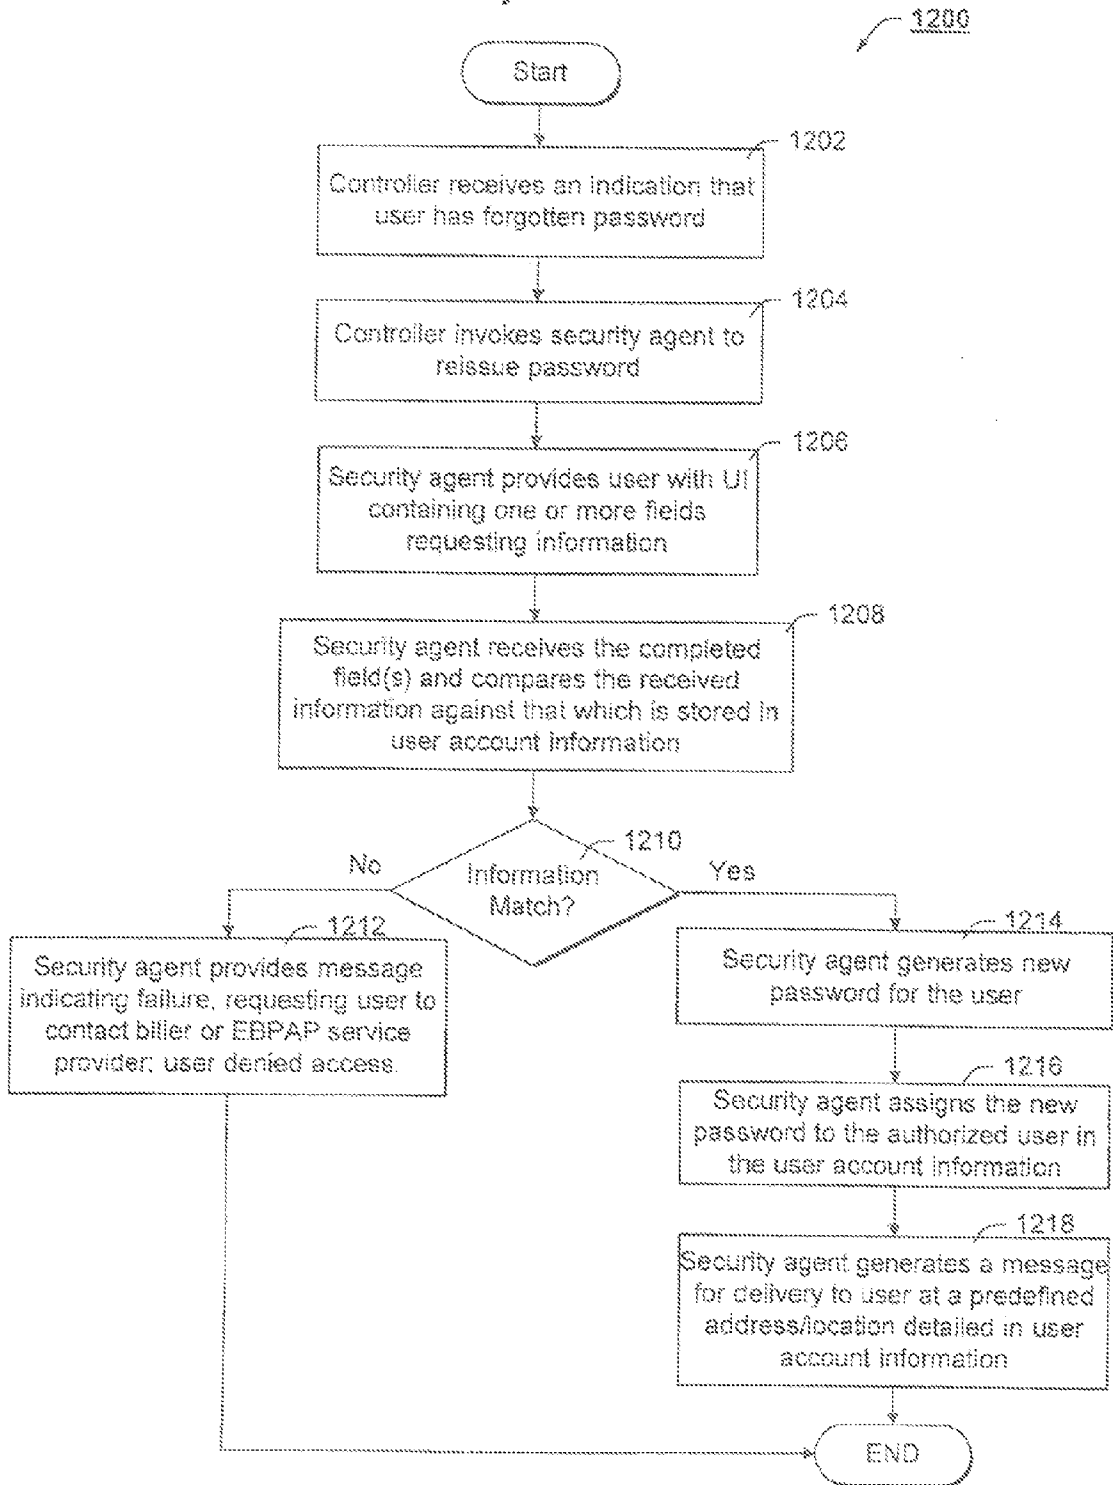 1200
Start
1202
Controller receives an indication that
user has forgotten password
1204
Controller invokes security agent to
reissue password
1206
Security agent provides user with UI
containing one or more fields
requesting information
1208
Security agent receives the completed
field(s) and compares the received
information against that which is stored in
user account information
1210
Information
Match?
No
Yes
1212
Security agent provides message
indicating failure, requesting user to
contact biller or EBPAP service
provider; user denied access.
1214
Security agent generates new
password for the user
1216
Security agent assigns the new
password to the authorized user in
the user account information
1218
Security agent generates a message
for delivery to user at a predefined
address/location detailed in user
account information
END